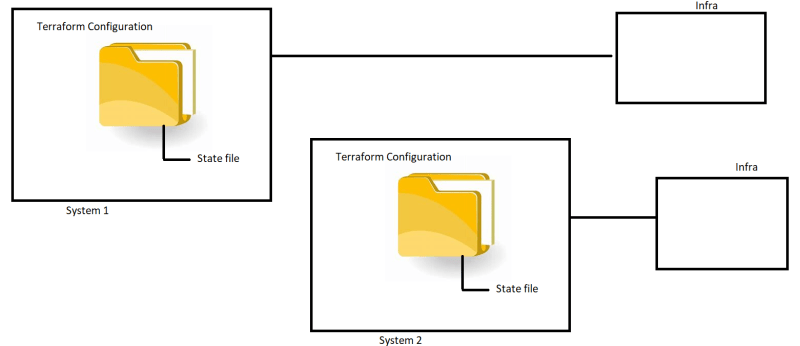 Infra
Terraform Configuration
State file
System 1
Terraform Configuration
Infra
State file
System 2